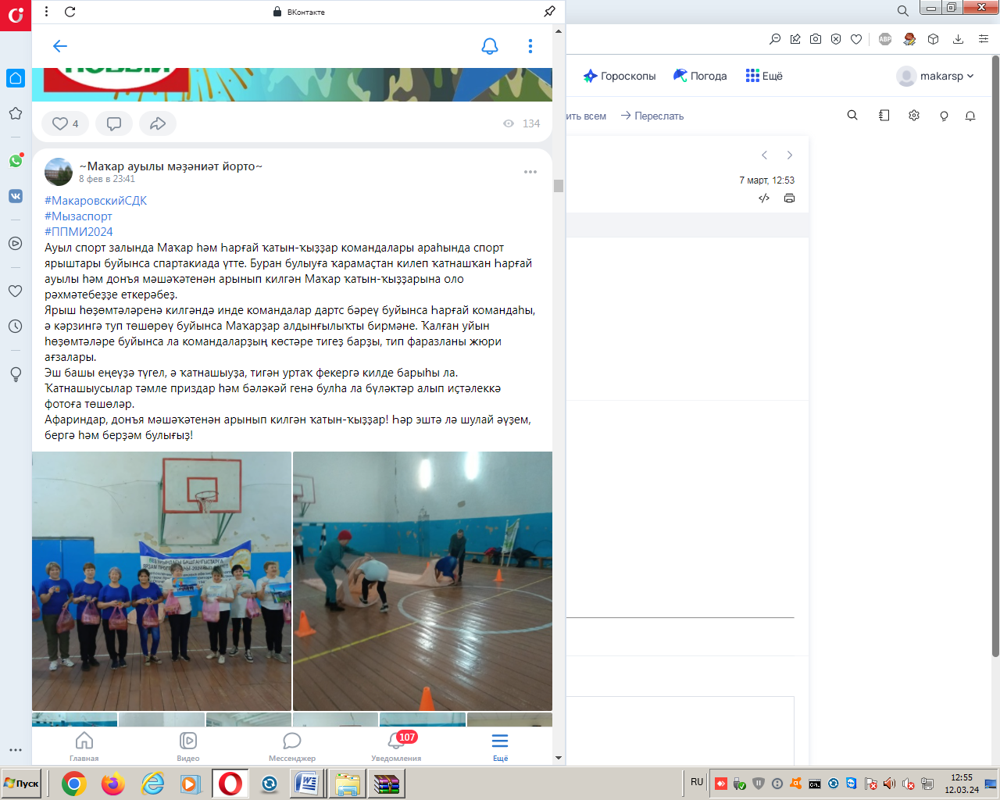 ВКонтакте
Гороскопы
Погода
Ещё
makarsp
ить всем
Переслать
ABP
НОВЫЙ
4
134
~Маҡар ауылы мәҙәниәт йорто~
8 фев в 23:41
7 март, 12:53
#МакаровскийСДК
#Мызаспорт
#ППМИ2024
Ауыл спорт залында Маҡар һәм Һарғай ҡатын-ҡыҙҙар командалары араһында спорт
ярыштары буйынса спартакиада үтте. Буран булыуға ҡарамаҫтан килеп ҡатнашҡан Һарғай
ауылы һәм донъя мәшәҡәтенән арынып килгән Маҡар ҡатын-ҡыҙҙарына оло
рәхмәтебеҙҙе еткерәбеҙ.
Ярыш һөҙөмтәләренә килгәндә инде командалар дартс бәреү буйынса Һарғай командаһы,
ә кәрзингә туп төшөрөү буйынса Маҡарҙар алдынғылыҡты бирмәне. Ҡалған уйын
һөҙөмтәләре буйынса ла командаларҙың көстәре тигеҙ барҙы, тип фаразланы жюри
ағзалары.
Эш башы еңеүҙә түгел, ә ҡатнашыуҙа, тигән уртаҡ фекергә килде барыһы ла.
Ҡатнашыусылар тәмле приздар һәм бәләкәй генә булһа ла бүләктәр алып иҫтәлеккә
фотоға төшөләр.
Афариндар, донъя мәшәҡәтенән арынып килгән ҡатын-ҡыҙҙар! Һәр эштә лә шулай әүҙем,
бергә һәм берҙәм булығыҙ!
Главная
Видео
Мессенджер
107
Уведомления
Ещё
Пуск
RU
12:55
12.03.24